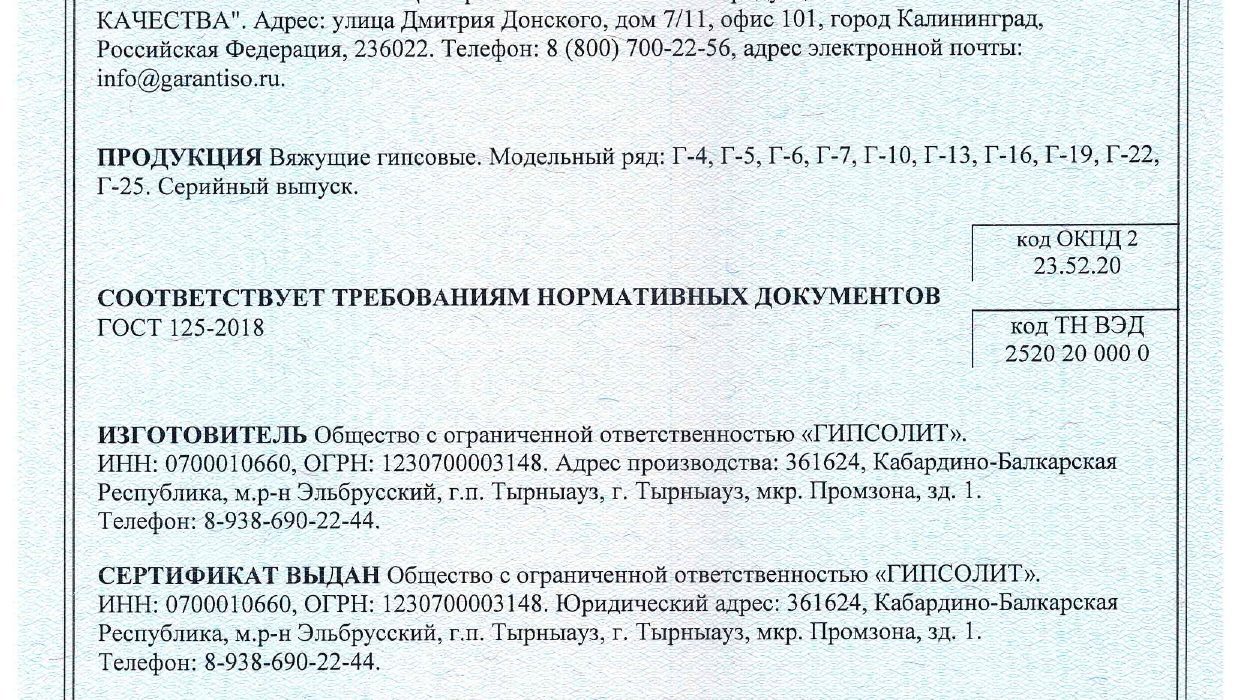 КАЧЕСТВА". Адрес: улица Дмитрия Донского, дом 7/11, офис 101, город Калининград,
Российская Федерация, 236022. Телефон: 8 (800) 700-22-56, адрес электронной почты:
info@garantiso.ru.
ПРОДУКЦИЯ Вяжущие гипсовые. Модельный ряд: Г-4, Г-5, Г-6, Г-7, Г-10, Г-13, Г-16, Г-19, Г-22,
Г-25. Серийный выпуск.
код ОКПД 2
23.52.20
СООТВЕТСТВУЕТ ТРЕБОВАНИЯМ НОРМАТИВНЫХ ДОКУМЕНТОВ
ГОСТ 125-2018
код ТН ВЭД
2520 20 000 0
ИЗГОТОВИТЕЛЬ Общество с ограниченной ответственностью «ГИПСОЛИТ».
ИНН: 0700010660, ОГРН: 1230700003148. Адрес производства: 361624, Кабардино-Балкарская
Республика, м.р-н Эльбрусский, г.п. Тырныауз, г. Тырныауз, мкр. Промзона, зд. 1.
Телефон: 8-938-690-22-44.
СЕРТИФИКАТ ВЫДАН Общество с ограниченной ответственностью «ГИПСОЛИТ».
ИНН: 0700010660, ОГРН: 1230700003148. Юридический адрес: 361624, Кабардино-Балкарская
Республика, м.р-н Эльбрусский, г.п. Тырныауз, г. Тырныауз, мкр. Промзона, зд. 1.
Телефон: 8-938-690-22-44.